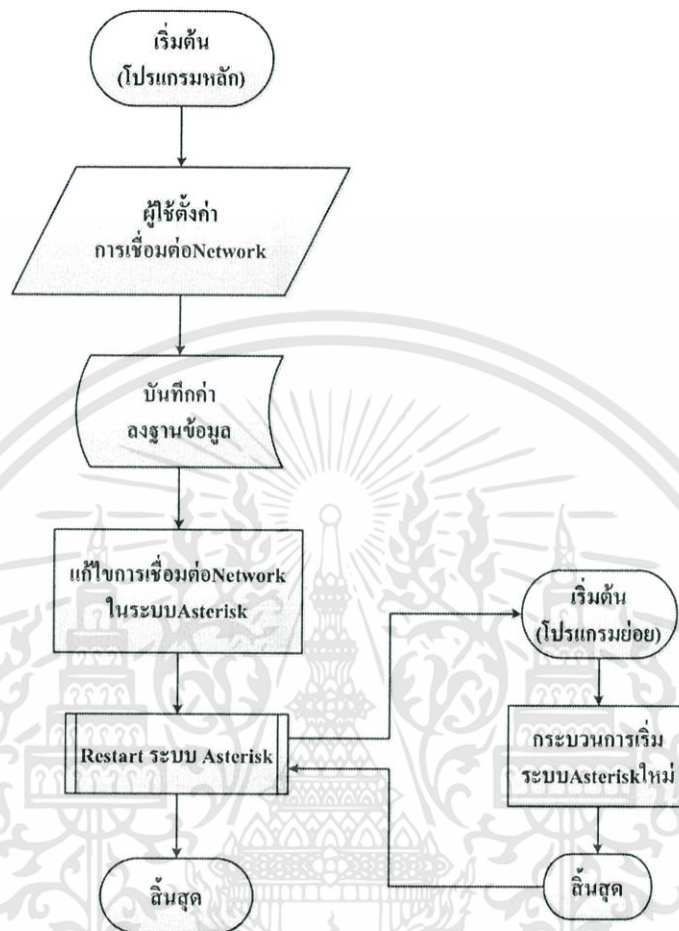 เริ่มต้น
(โปรแกรมหลัก)
ผู้ใช้ตั้งค่า
การเชื่อมต่อNetwork
บันทึกค่า
ลงฐานข้อมูล
แก้ไขการเชื่อมต่อNetwork
ในระบบAsterisk
Restart ระบบ Asterisk
สิ้นสุด
เริ่มต้น
(โปรแกรมย่อย)
กระบวนการเริ่ม
ระบบAsteriskใหม่
สิ้นสุด